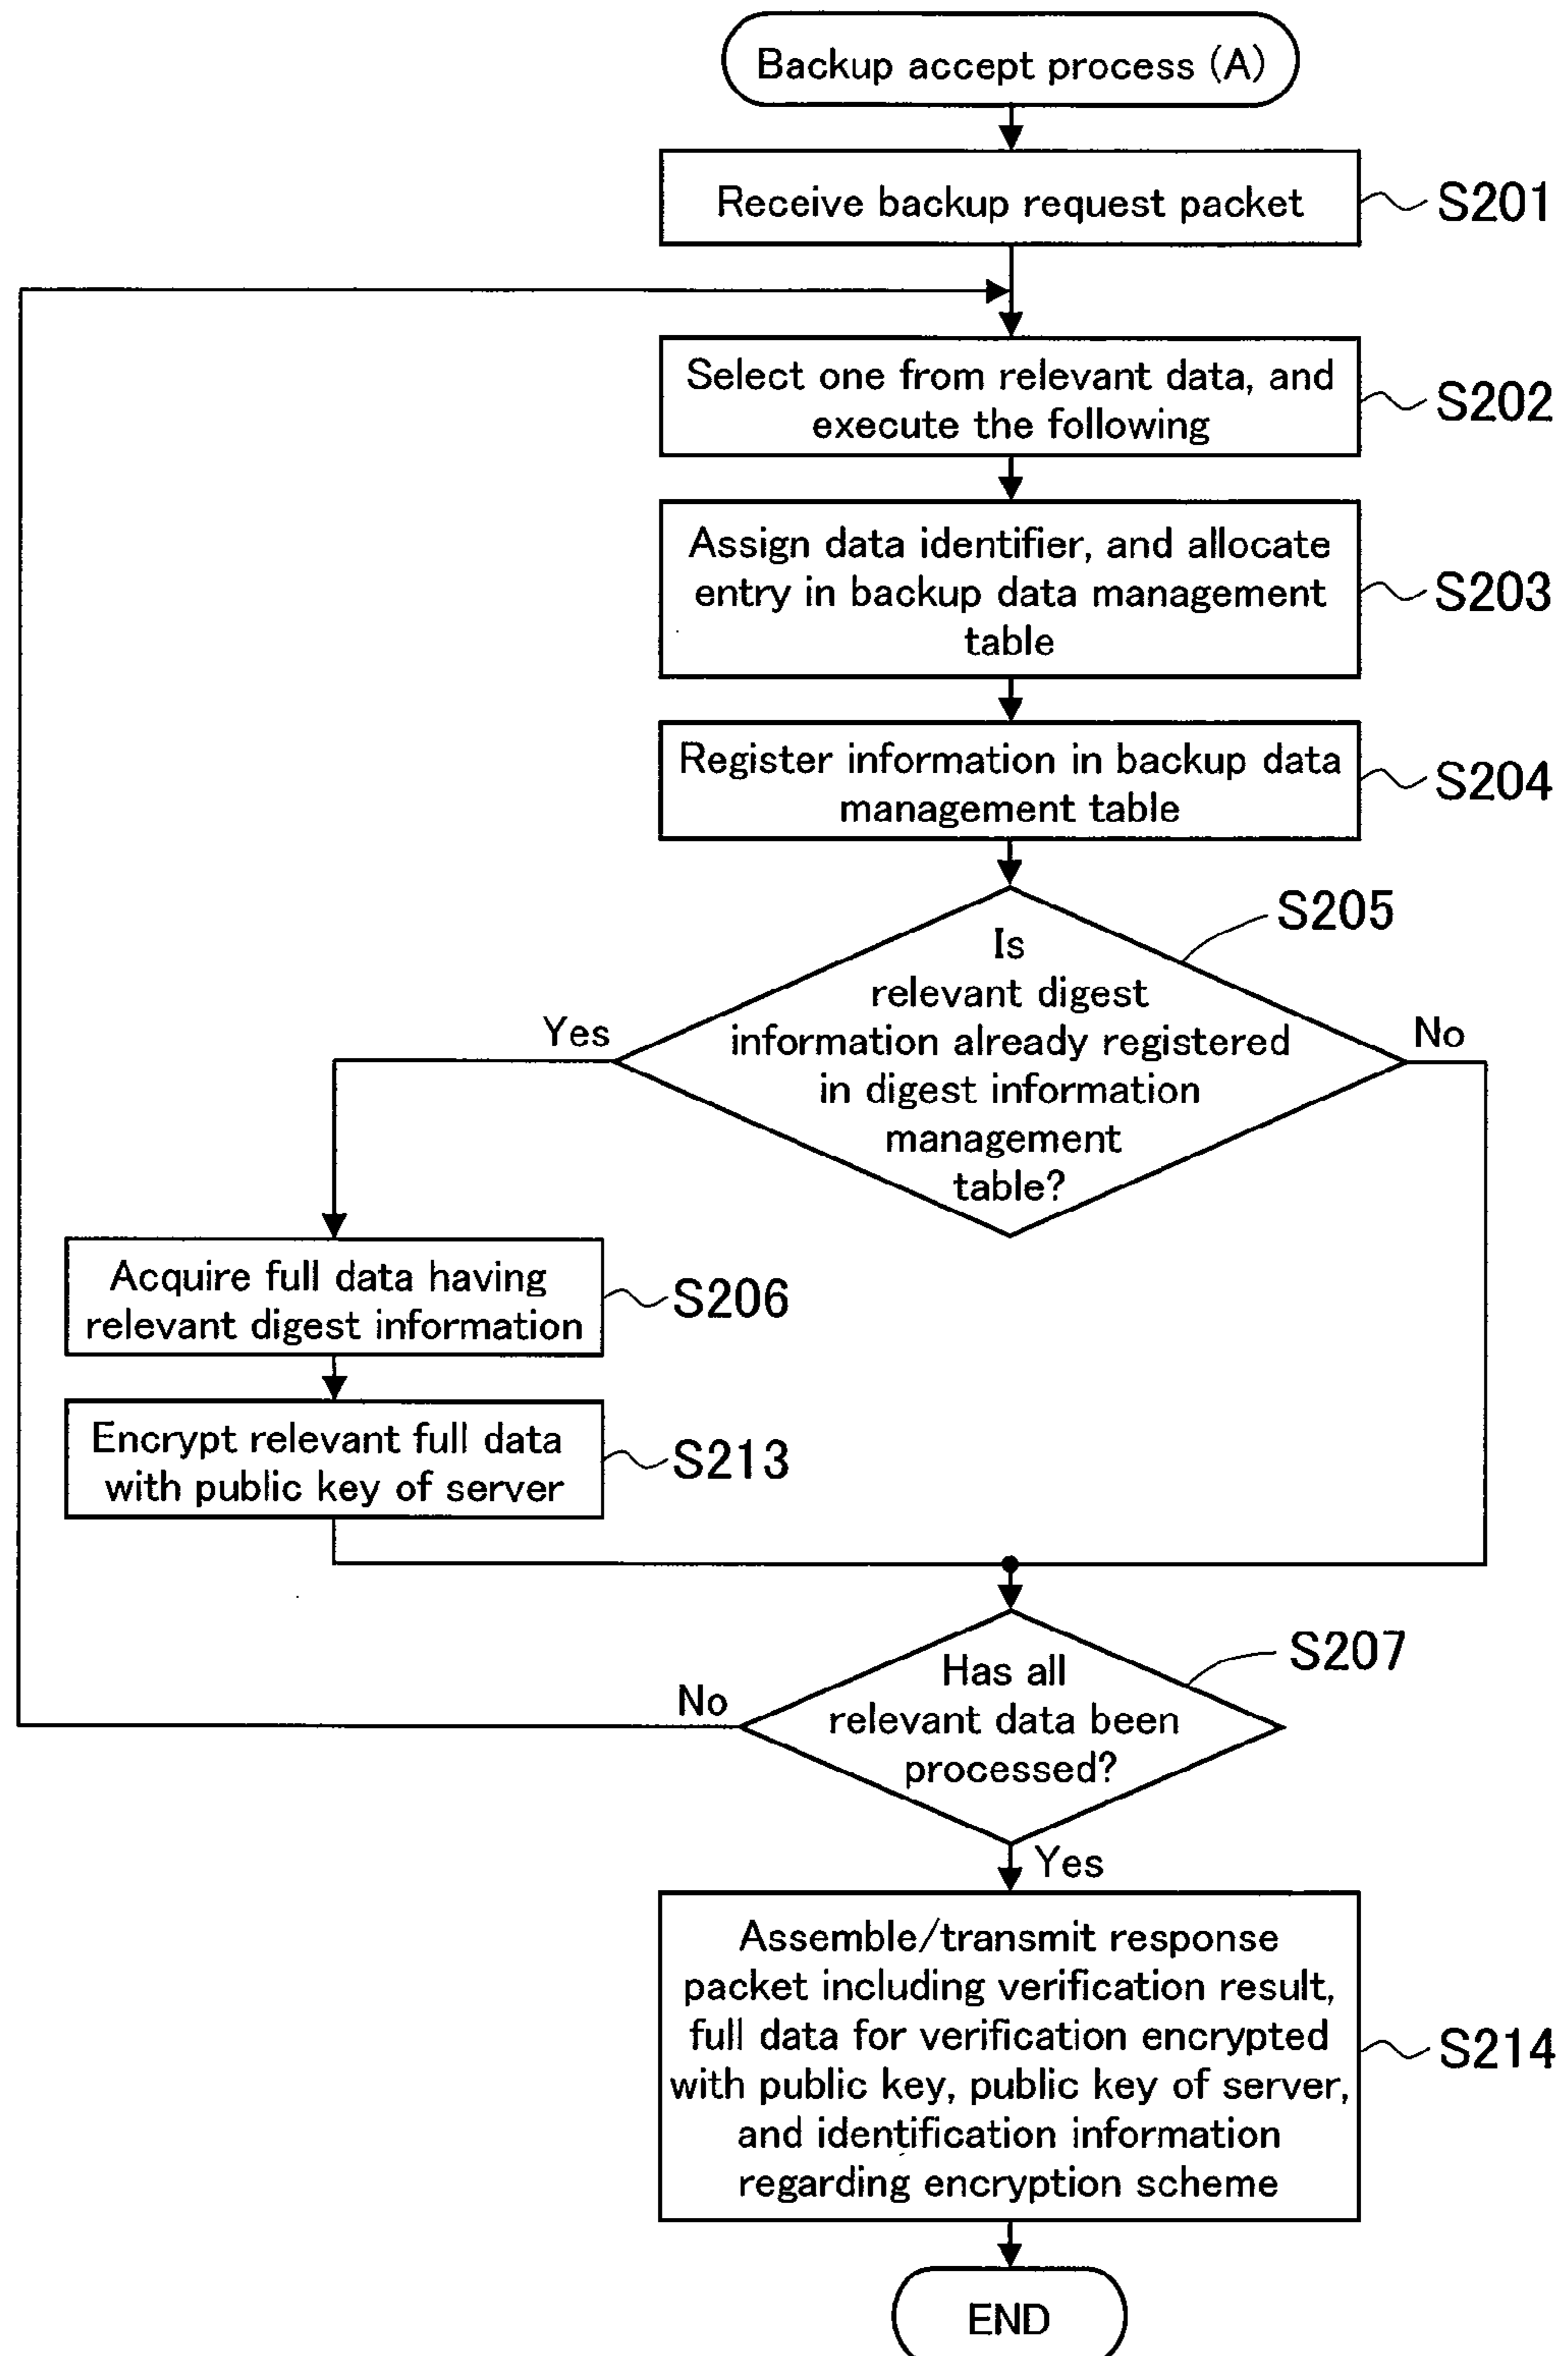 Backup accept process (A)
Receive backup request packet
S201
Select one from relevant data, and
execute the following
S202
Assign data identifier, and allocate
entry in backup data management
table
S203
Register information in backup data
management table
S204
S205
Is
relevant digest
information already registered
in digest information
management
table?
Yes
No
Acquire full data having
relevant digest information
S206
Encrypt relevant full data
with public key of server
S213
S207
Has all
relevant data been
processed?
No
Yes
Assemble/transmit response
packet including verification result,
full data for verification encrypted
with public key, public key of server,
and identification information
regarding encryption scheme
S214
END